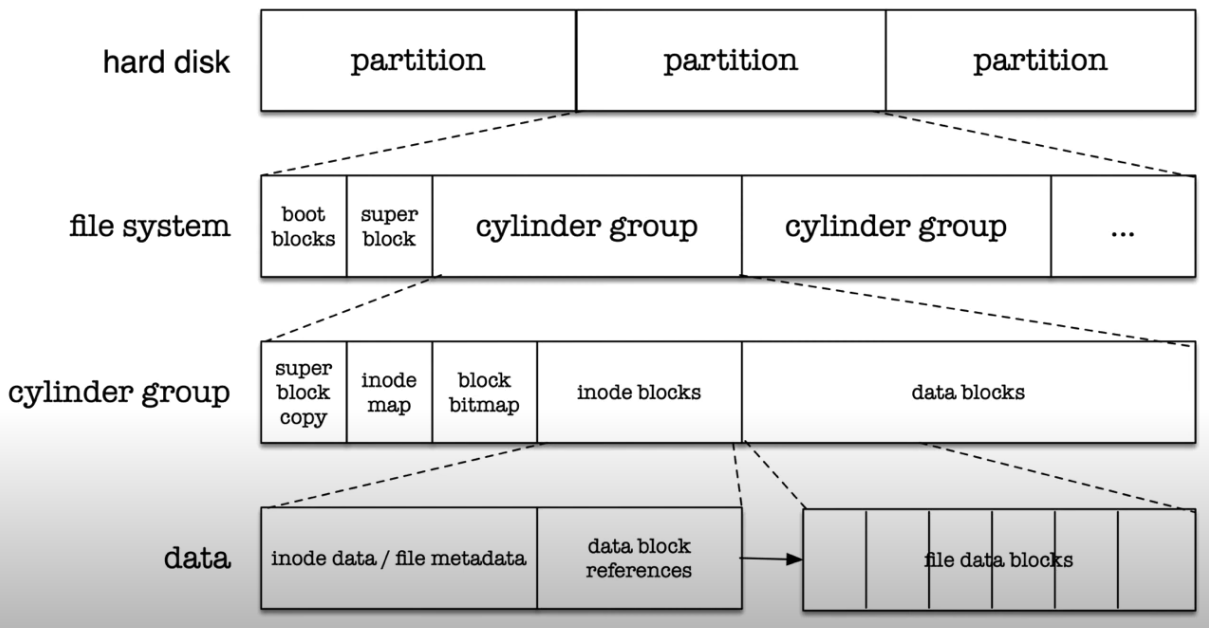 hard disk
partition
partition
partition
file system
boot
blocks
super
block
cylinder group
cylinder group
...
cylinder group
super
block
copy
inode
map
block
bitmap
inode blocks
data blocks
data
inode data / file metadata
data block
references
file data blocks